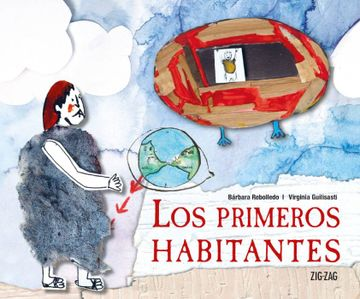 Bárbara Rebolledo | Virginia Guilisasti
LOS PRIMEROS
HABITANTES
ZIG-ZAG